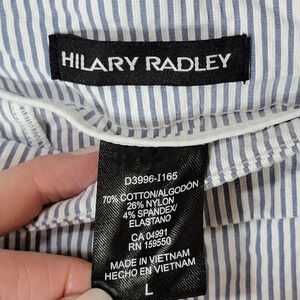 HILARY RADLEY
D3996-I165
70% COTTON/ALGODÓN
26% NYLON
4% SPANDEX/
ELASTANO
CA 04991
RN 159550
MADE IN VIETNAM
HECHO EN VIETNAM
L